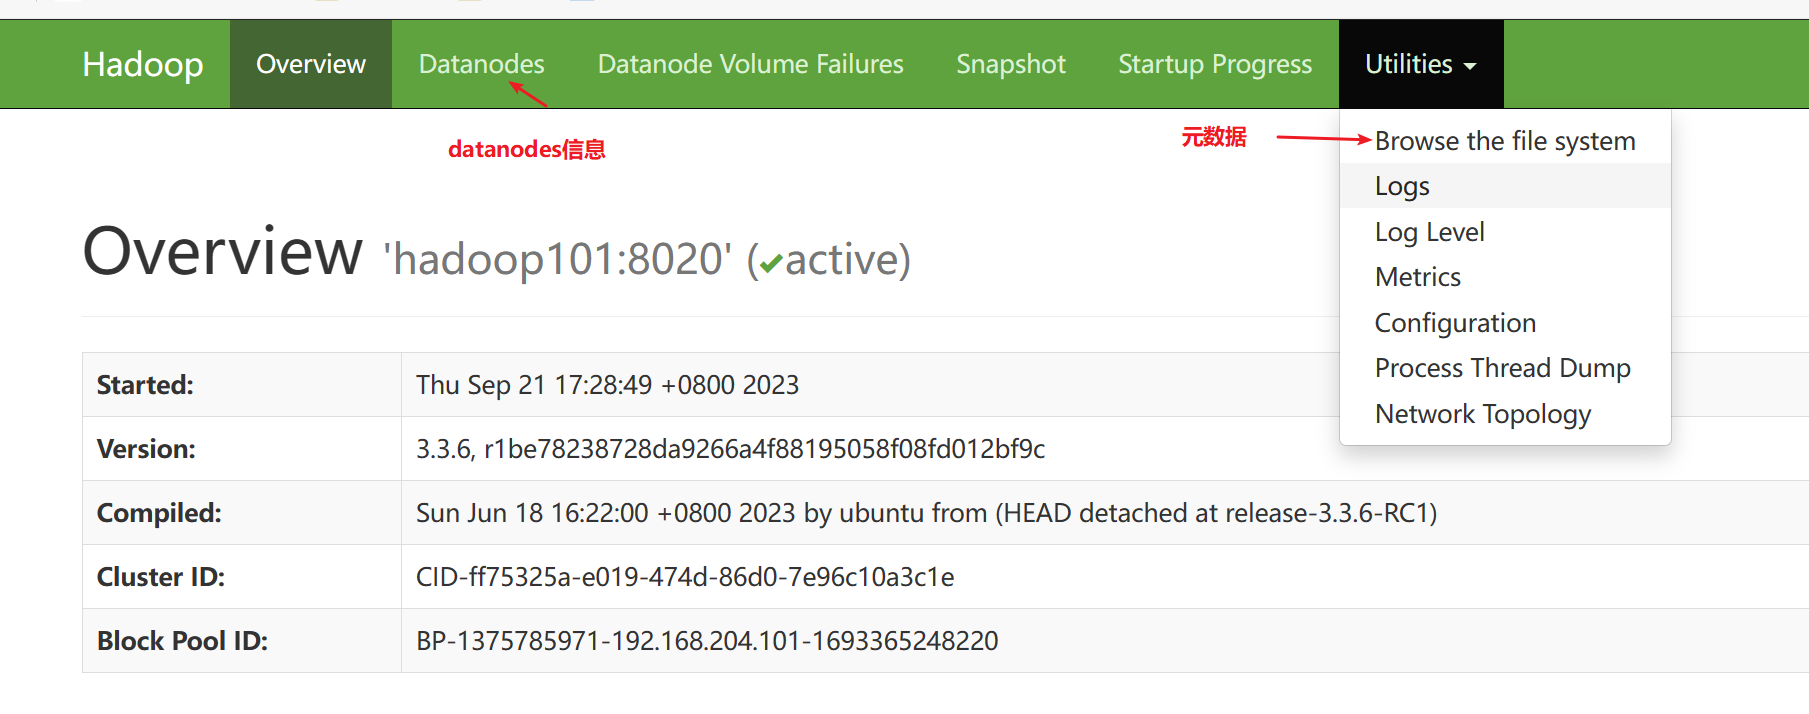 Hadoop Overview Datanodes Datanode Volume Failures Snapshot Startup Progress Utilities
datanodes信息
元数据
Browse the file system
Logs
Log Level
Metrics
Configuration
Process Thread Dump
Network Topology
Overview 'hadoop101:8020' (✓active)
Started: Thu Sep 21 17:28:49 +0800 2023
Version: 3.3.6, r1be78238728da9266a4f88195058f08fd012bf9c
Compiled: Sun Jun 18 16:22:00 +0800 2023 by ubuntu from (HEAD detached at release-3.3.6-RC1)
Cluster ID: CID-ff75325a-e019-474d-86d0-7e96c10a3c1e
Block Pool ID: BP-1375785971-192.168.204.101-1693365248220